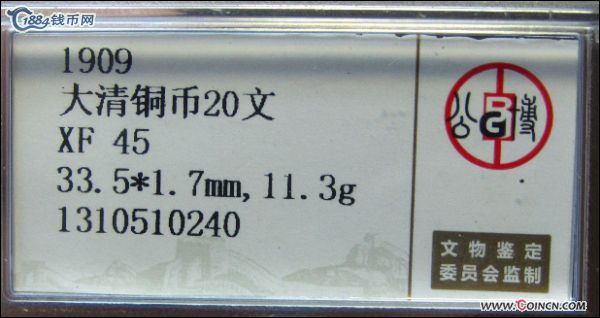 1884钱币网
1909
大清铜币20文
XF 45
33.5*1.7mm,11.3g
1310510240
公博
BG
文物鉴定
委员会监制
www.COINCN.com